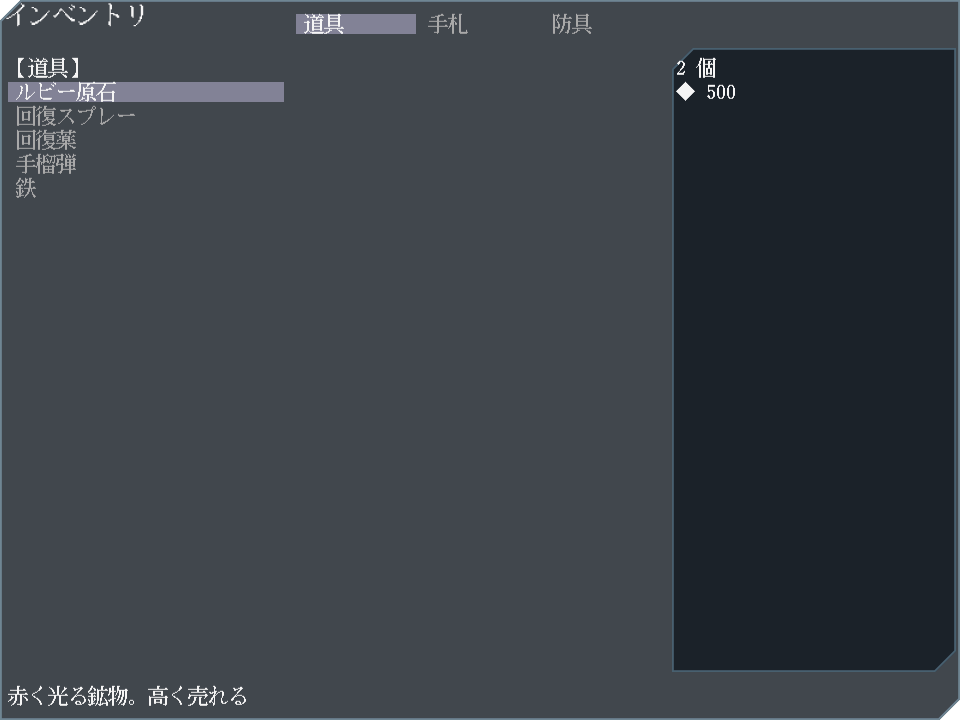 インベントリ
道具 手札 防具
【道具】
ルビー原石
回復スプレー
回復薬
手榴弾
鉄
2 個
◆ 500
赤く光る鉱物。高く売れる